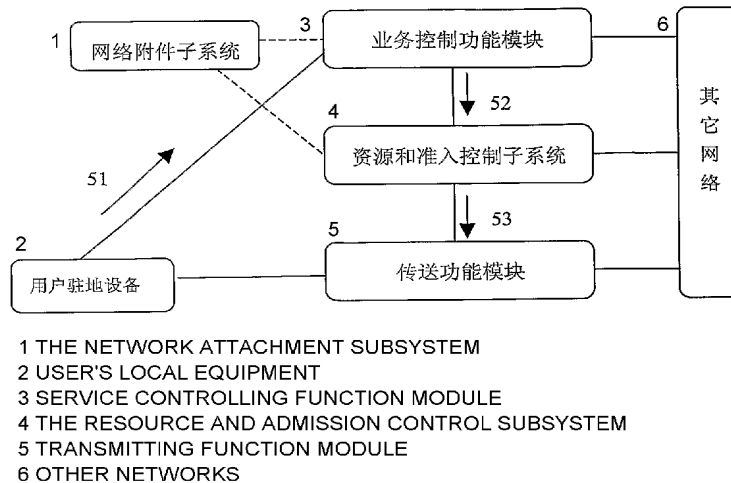 3
6
1
网络附件子系统
业务控制功能模块
其它网络
52
4
资源和准入控制子系统
51
53
5
2
用户驻地设备
传送功能模块
1 THE NETWORK ATTACHMENT SUBSYSTEM
2 USER'S LOCAL EQUIPMENT
3 SERVICE CONTROLLING FUNCTION MODULE
4 THE RESOURCE AND ADMISSION CONTROL SUBSYSTEM
5 TRANSMITTING FUNCTION MODULE
6 OTHER NETWORKS